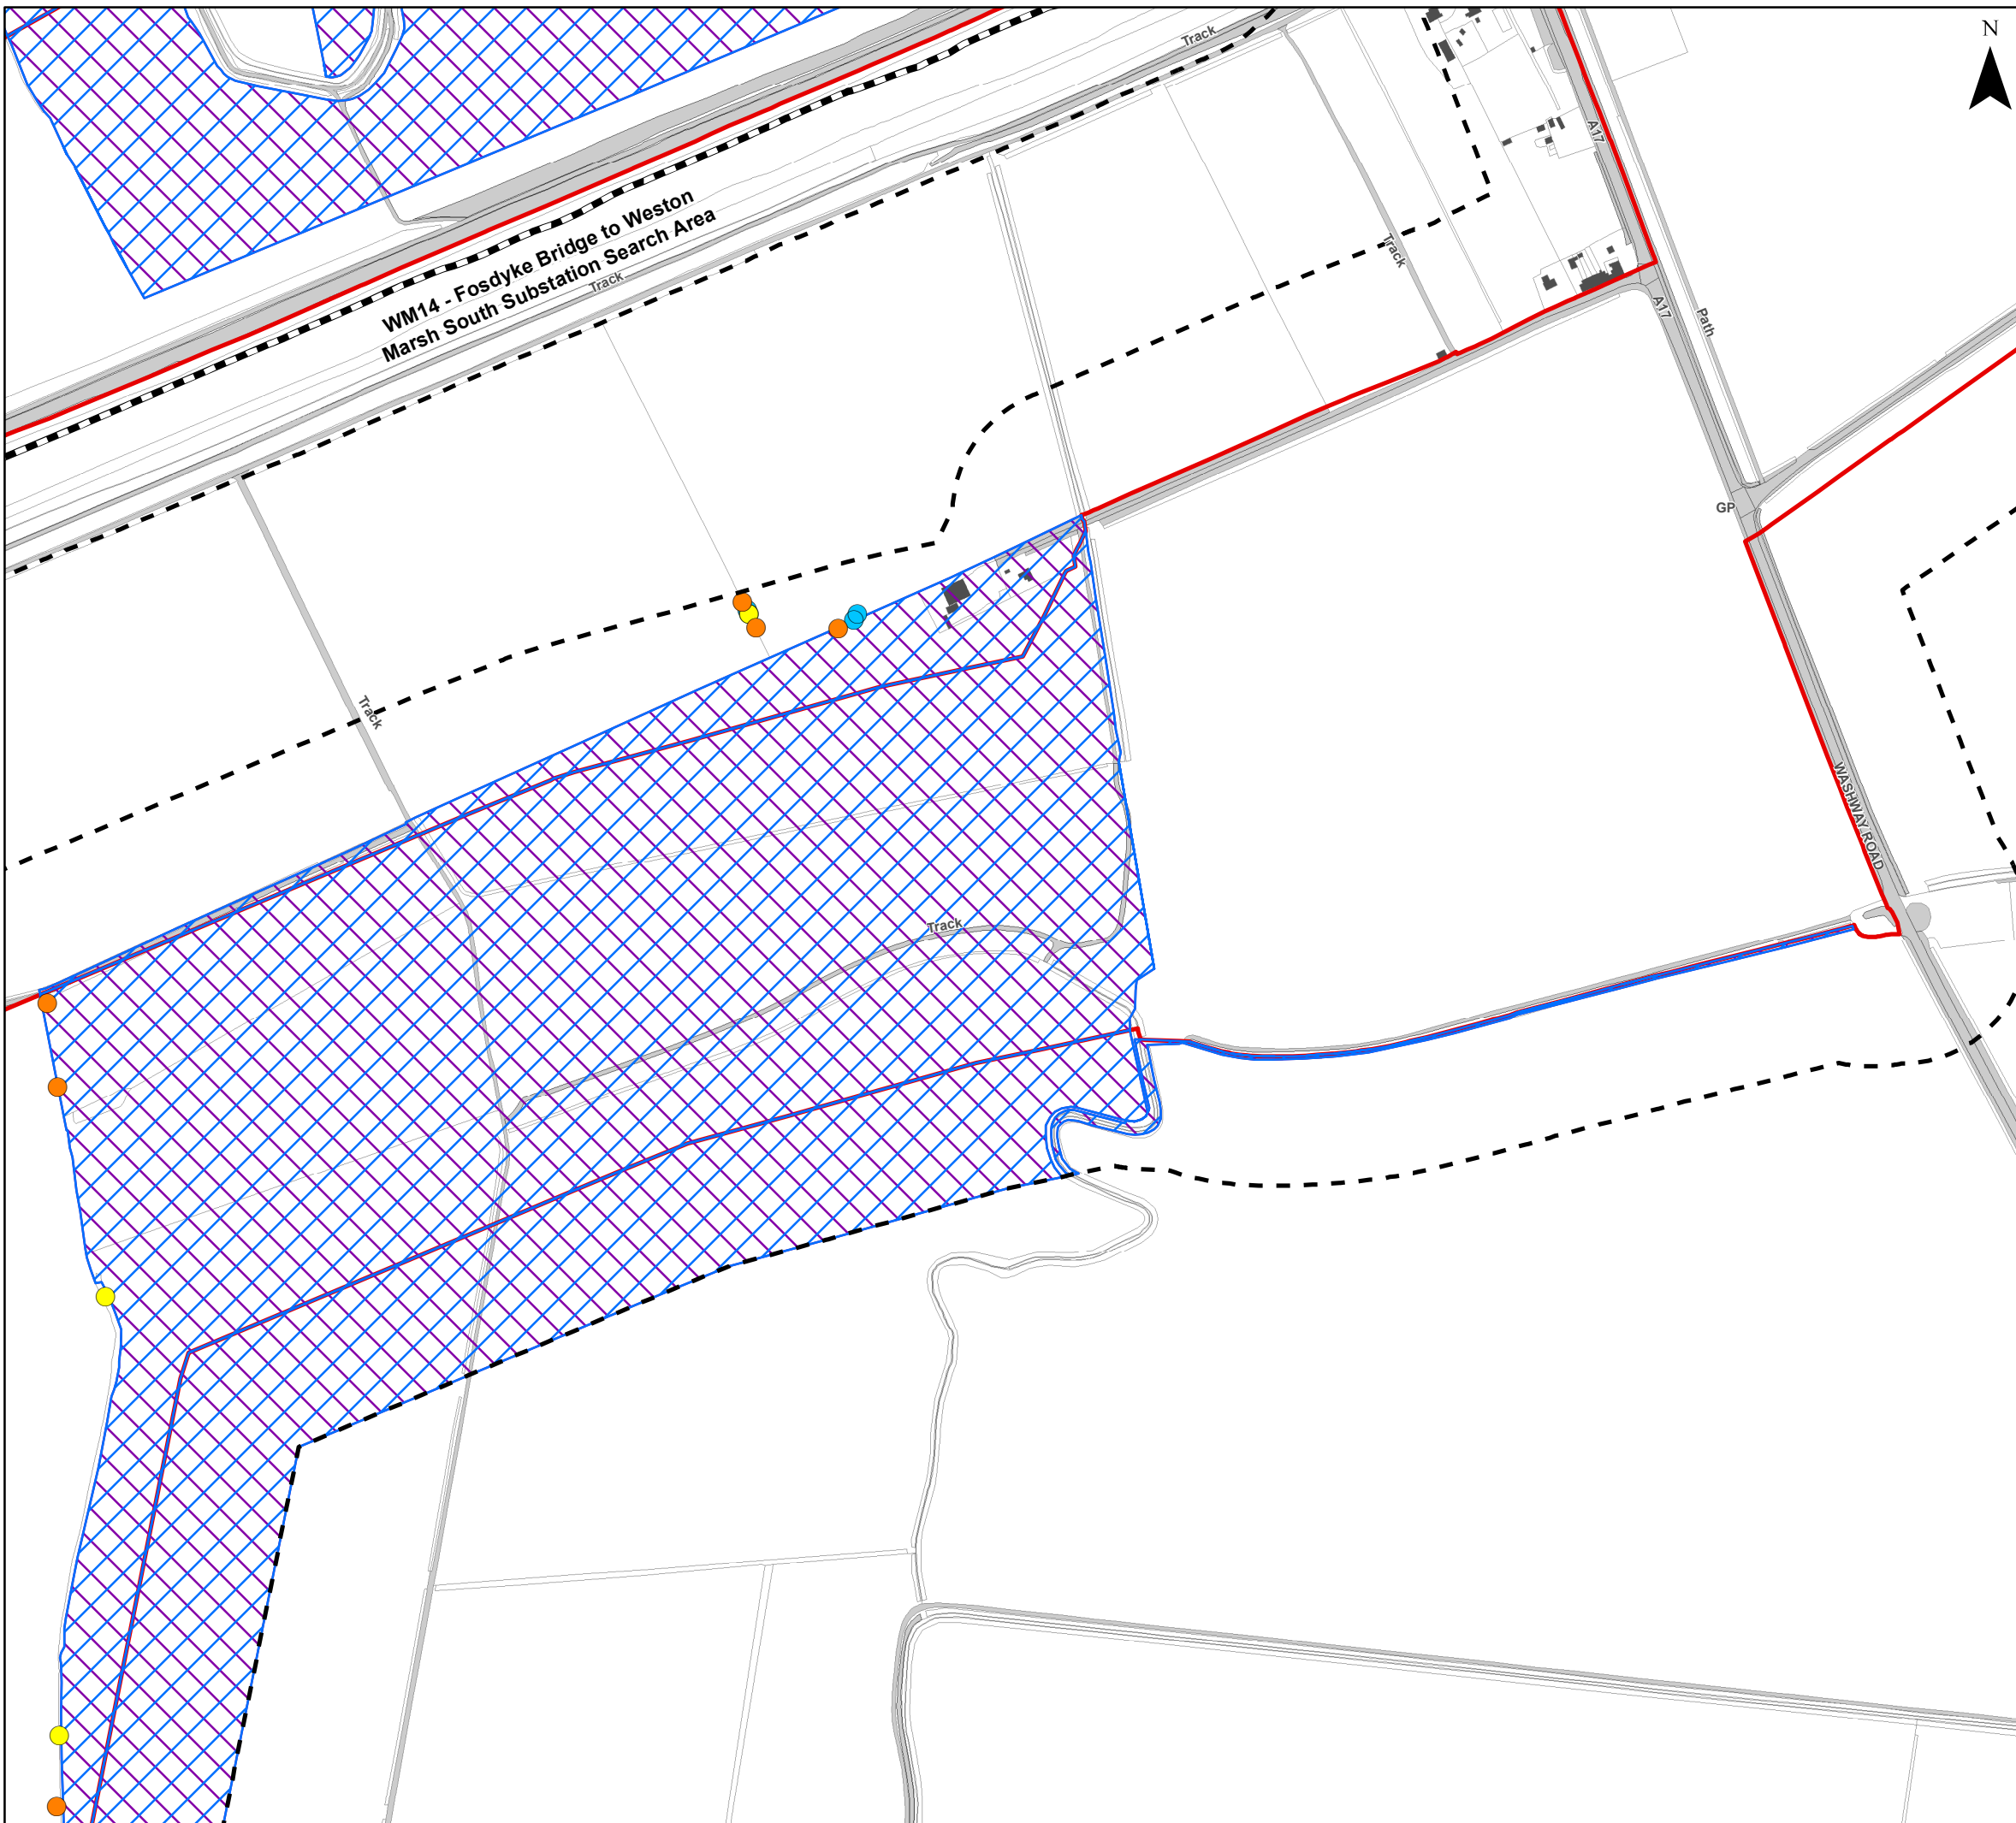 N
Track
A17
WM14 - Fosdyke Bridge to Weston
Marsh South Substation Search Area
Track
Track
A17
Path
GP
Track
WASHWAY ROAD
Track